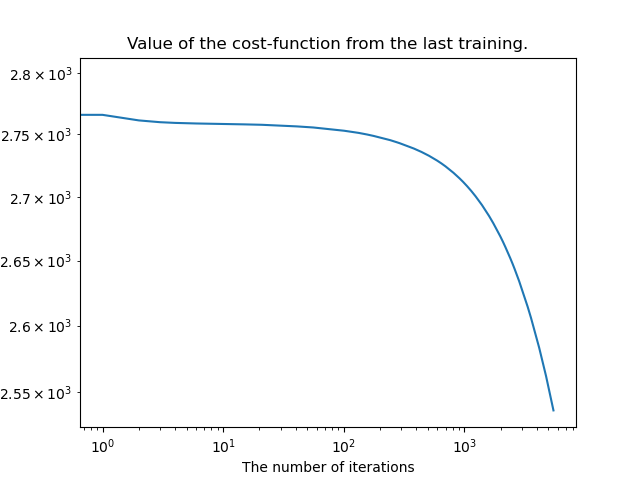 Value of the cost-function from the last training.
2.8 × 10³
2.75 × 10³
2.7 × 10³
2.65 × 10³
2.6 × 10³
2.55 × 10³
10⁰ 10¹ 10² 10³
The number of iterations